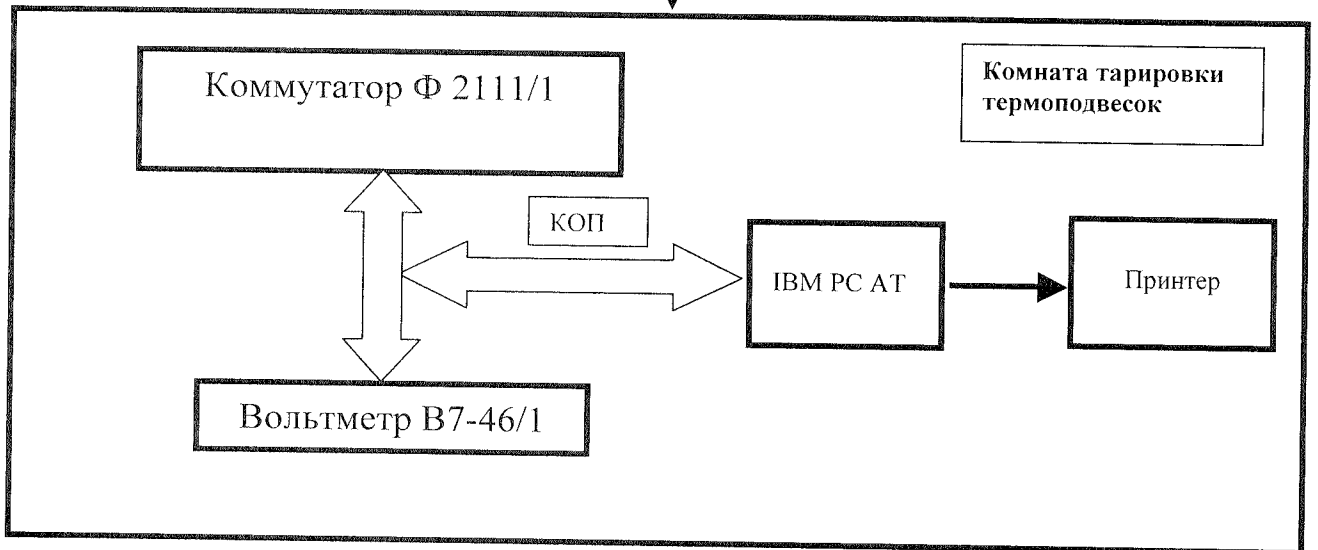 Коммутатор Ф 2111/1
Комната тарировки
термоподвесок
КОП
IBM PC AT
Принтер
Вольтметр В7-46/1